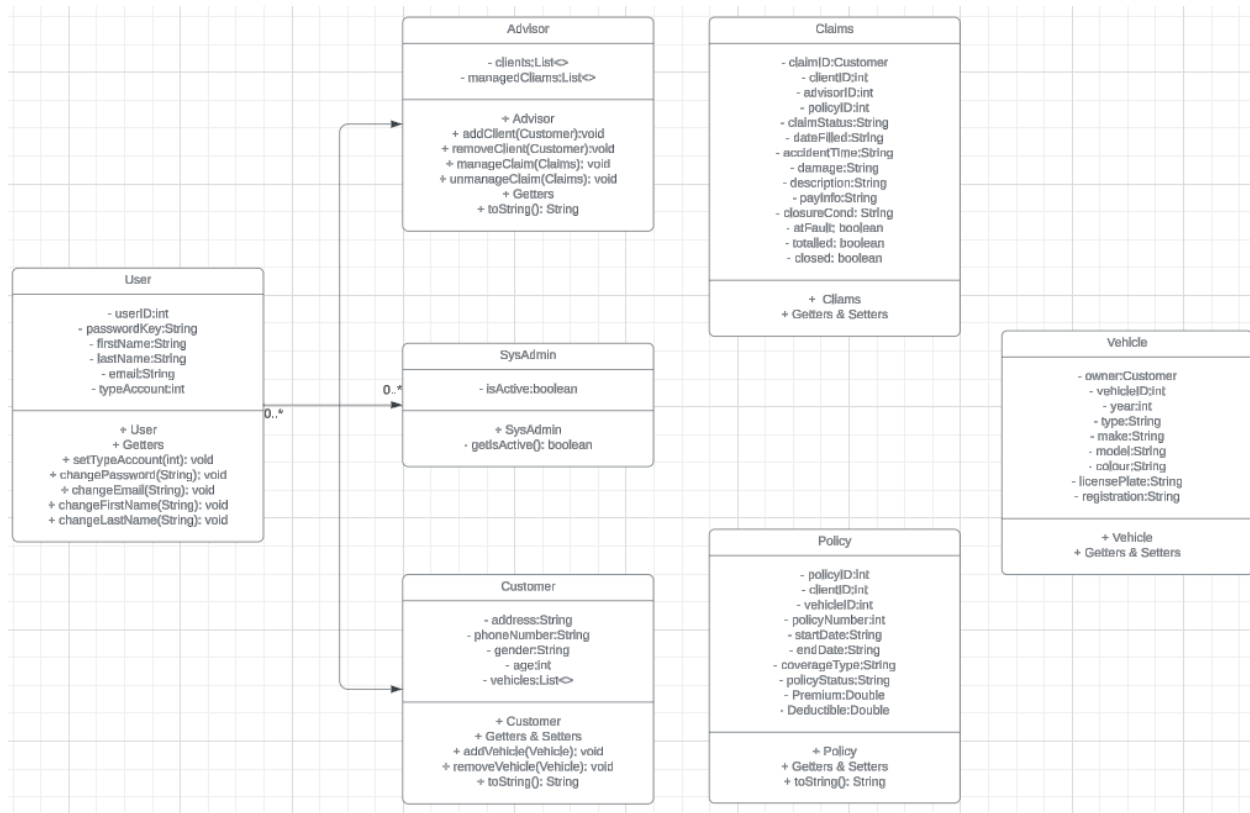 Advisor
- clients:List<>
- managedCliams:List<>
+ Advisor
+ addClient(Customer):void
+ removeClient(Customer):void
+ manageClaim(Claims): void
+ unmanageClaim(Claims): void
+ Getters
+ toString(): String
Claims
- claimID:Customer
- clientID:int
- advisorID:int
- policyID:int
- claimStatus:String
- dateFilled:String
- accidentTime:String
- damage:String
- description:String
- payInfo:String
- closureCond: String
- atFault: boolean
- totalled: boolean
- closed: boolean
+ Cliams
+ Getters & Setters
User
- userID:int
- passwordKey:String
- firstName:String
- lastName:String
- email:String
- typeAccount:int
+ User
+ Getters
+ setTypeAccount(int): void
+ changePassword(String): void
+ changeEmail(String): void
+ changeFirstName(String): void
+ changeLastName(String): void
0..*
0..*
SysAdmin
- isActive:boolean
+ SysAdmin
- getIsActive(): boolean
Vehicle
- owner:Customer
- vehicleID:int
- year:int
- type:String
- make:String
- model:String
- colour:String
- licensePlate:String
- registration:String
+ Vehicle
+ Getters & Setters
Customer
- address:String
- phoneNumber:String
- gender:String
- age:int
- vehicles:List<>
+ Customer
+ Getters & Setters
+ addVehicle(Vehicle): void
+ removeVehicle(Vehicle): void
+ toString(): String
Policy
- policyID:int
- clientID:int
- vehicleID:int
- policyNumber:int
- startDate:String
- endDate:String
- coverageType:String
- policyStatus:String
- Premium:Double
- Deductible:Double
+ Policy
+ Getters & Setters
+ toString(): String